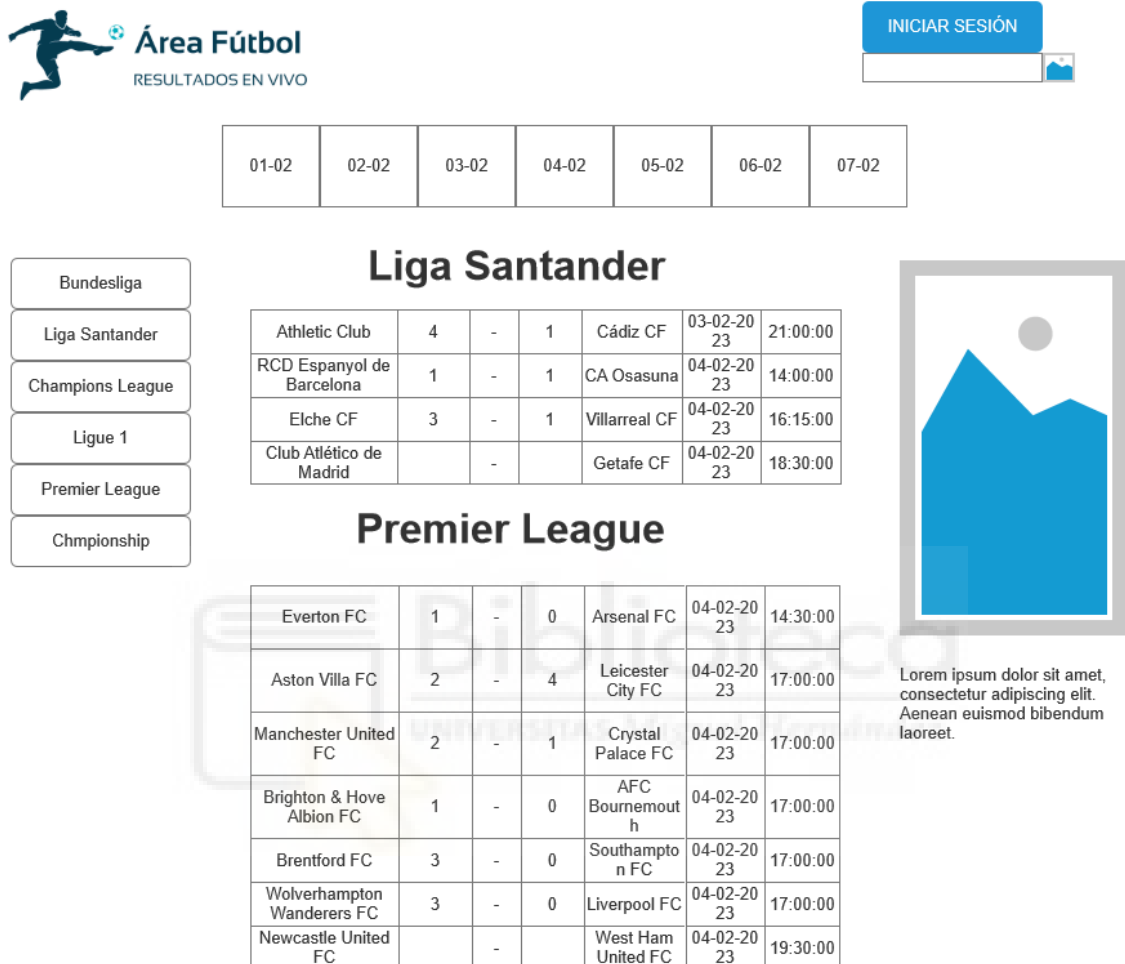 Área Fútbol
RESULTADOS EN VIVO
INICIAR SESIÓN
01-02 02-02 03-02 04-02 05-02 06-02 07-02
Bundesliga
Liga Santander
Champions League
Ligue 1
Premier League
Chmpionship
Liga Santander
Athletic Club 4 - 1 Cádiz CF 03-02-20
23 21:00:00
RCD Espanyol de
Barcelona 1 - 1 CA Osasuna 04-02-20
23 14:00:00
Elche CF 3 - 1 Villarreal CF 04-02-20
23 16:15:00
Club Atlético de
Madrid - Getafe CF 04-02-20
23 18:30:00
Premier League
Everton FC 1 - 0 Arsenal FC 04-02-20
23 14:30:00
Aston Villa FC 2 - 4 Leicester
City FC 04-02-20
23 17:00:00
Manchester United
FC 2 - 1 Crystal
Palace FC 04-02-20
23 17:00:00
Brighton & Hove
Albion FC 1 - 0 AFC
Bournemout
h 04-02-20
23 17:00:00
Brentford FC 3 - 0 Southampto
n FC 04-02-20
23 17:00:00
Wolverhampton
Wanderers FC 3 - 0 Liverpool FC 04-02-20
23 17:00:00
Newcastle United
FC - West Ham
United FC 04-02-20
23 19:30:00
Lorem ipsum dolor sit amet,
consectetur adipiscing elit.
Aenean euismod bibendum
laoreet.
Biblioteca
UNIVERSITAS Miguel Hernández